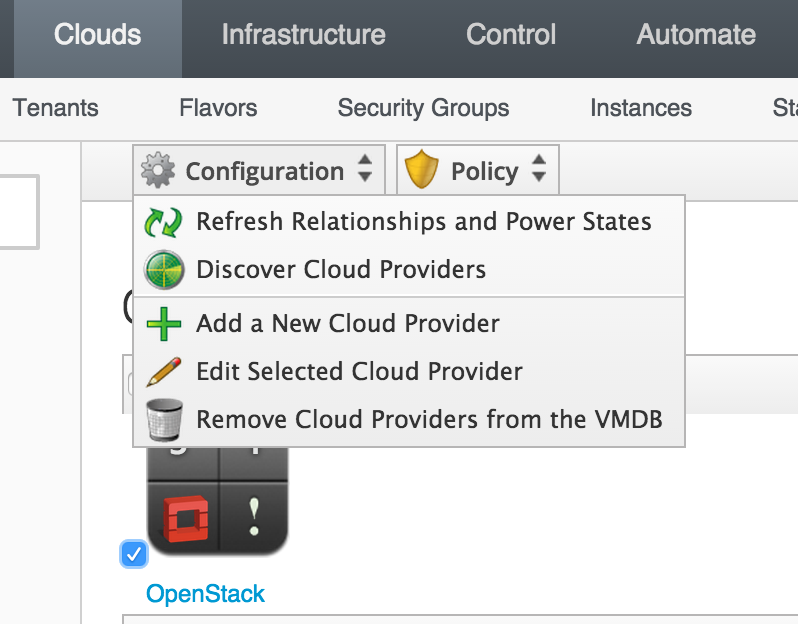 Clouds Infrastructure Control Automate
Tenants Flavors Security Groups Instances
Configuration Policy
Refresh Relationships and Power States
Discover Cloud Providers
Add a New Cloud Provider
Edit Selected Cloud Provider
Remove Cloud Providers from the VMDB
!
OpenStack